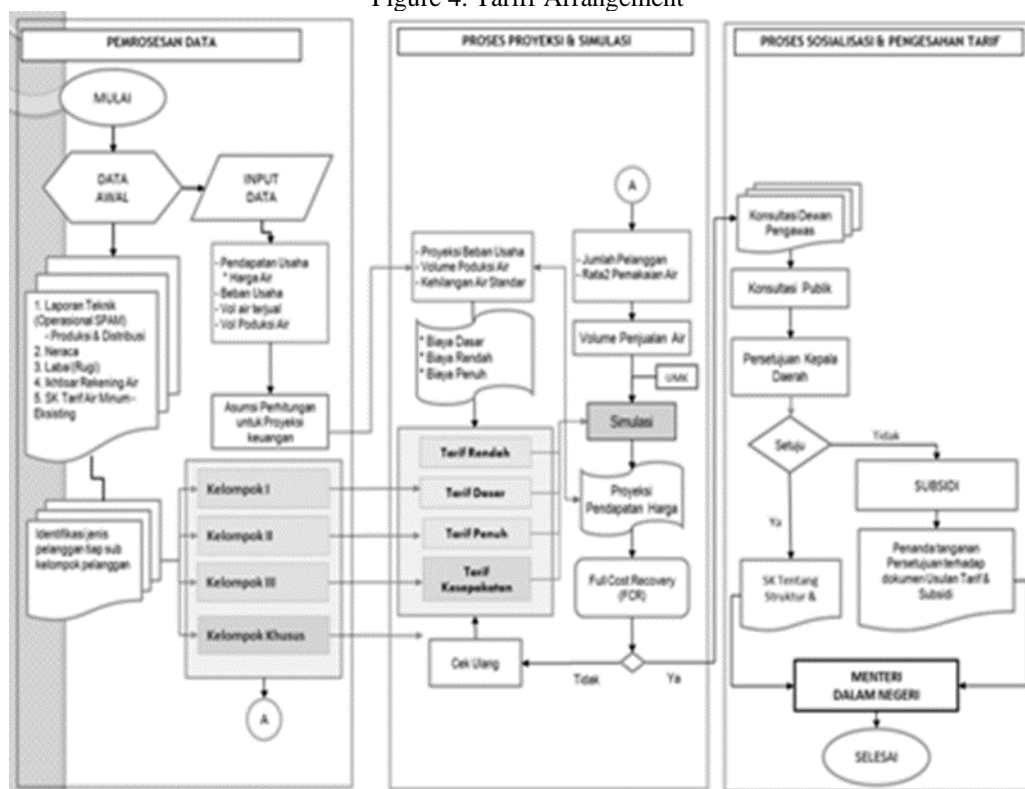 Figure 4. Tariff Arrangement
PEMROSESAN DATA
MULAI
DATA
AWAL
INPUT
DATA
- Pendapatan Usaha
* Harga Air
- Beban Usaha
- Vol air terjual
- Vol Poduksi Air
1. Laporan Teknik
(Operasional SPAM)
- Produksi & Distribusi
2. Neraca
3. Laba/(Rugi)
4. Ikhtisar Rekening Air
5. SK Tarif Air Minum -
Eksisting
Asumsi Perhitungan
untuk Proyeksi
keuangan
Identifikasi jenis
pelanggan tiap sub
kelompok pelanggan
Kelompok I
Kelompok II
Kelompok III
Kelompok Khusus
A
PROSES PROYEKSI & SIMULASI
A
- Proyeksi Beban Usaha
- Volume Poduksi Air
- Kehilangan Air Standar
- Jumlah Pelanggan
- Rata2 Pemakaian Air
* Biaya Dasar
* Biaya Randah
* Biaya Penuh
Volume Penjualan Air
UMK
Simulasi
Tarif Rendah
Tarif Dasar
Tarif Penuh
Tarif
Kesepakatan
Proyeksi
Pendapatan Harga
Full Cost Recovery
(FCR)
Cek Ulang
Tidak
Ya
PROSES SOSIALISASI & PENGESAHAN TARIF
Konsultasi Dewan
Pengawas
Konsultasi Publik
Persetujuan Kepala
Daerah
Setuju
Tidak
Ya
SUBSIDI
SK Tentang
Struktur &
Penanda tanganan
Persetujuan terhadap
dokumen Usulan Tarif &
Subsidi
MENTERI
DALAM NEGERI
SELESAI